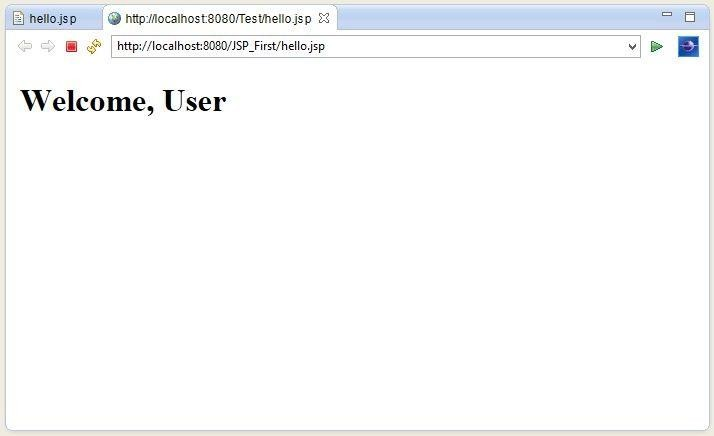 hello.jsp
http://localhost:8080/Test/hello.jsp
http://localhost:8080/JSP_First/hello.jsp
Welcome, User